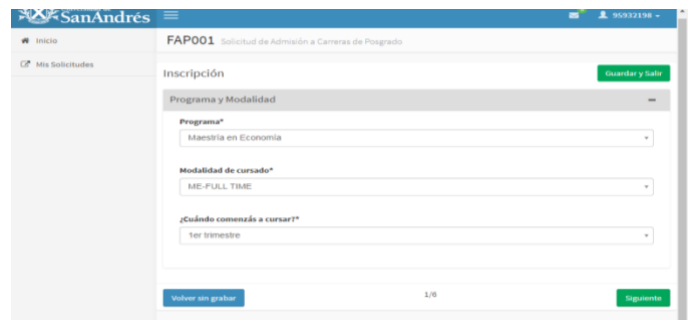 SanAndrés
95932198
Inicio
FAP001 Solicitud de Admisión a Carreras de Posgrado
Mis Solicitudes
Inscripción
Guardar y Salir
Programa y Modalidad
Programa*
Maestría en Economía
Modalidad de cursado*
ME-FULL TIME
¿Cuándo comenzás a cursar?*
1er trimestre
Volver sin grabar
1/6
Siguiente